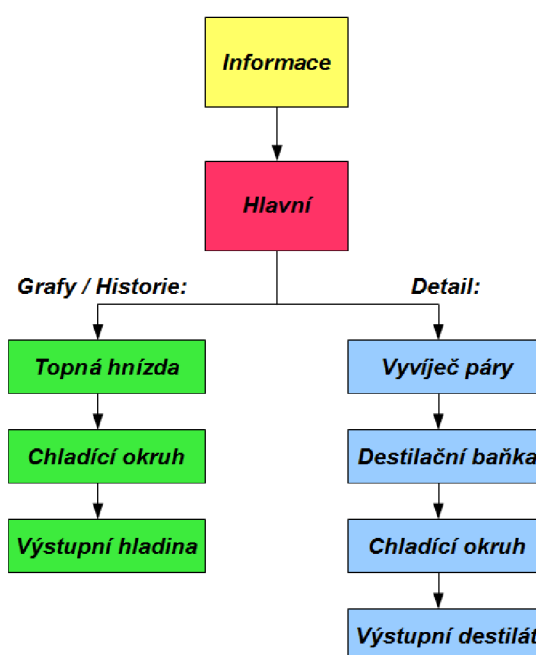 Informace
Hlavní
Grafy / Historie:
Detail:
Topná hnízda
Vyvíječ páry
Chladící okruh
Destilační baňka
Výstupní hladina
Chladící okruh
Výstupní destilát